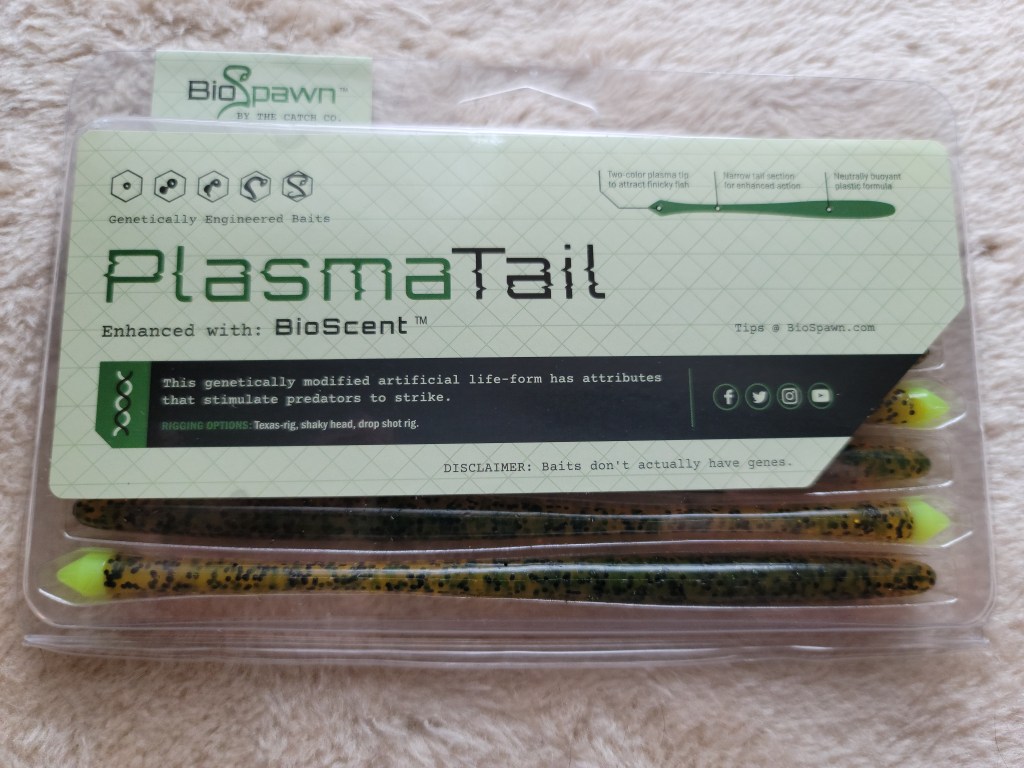 BioSpawn™
BY THE CATCH CO.
Two-color plasma tip
to attract finicky fish
Narrow tail section
for enhanced action
Neutrally buoyant
plastic formula
Genetically Engineered Baits
PlasmaTail
Enhanced with: BioScent™
Tips @ BioSpawn.com
This genetically modified artificial life-form has attributes
that stimulate predators to strike.
RIGGING OPTIONS: Texas-rig, shaky head, drop shot rig.
DISCLAIMER: Baits don't actually have genes.